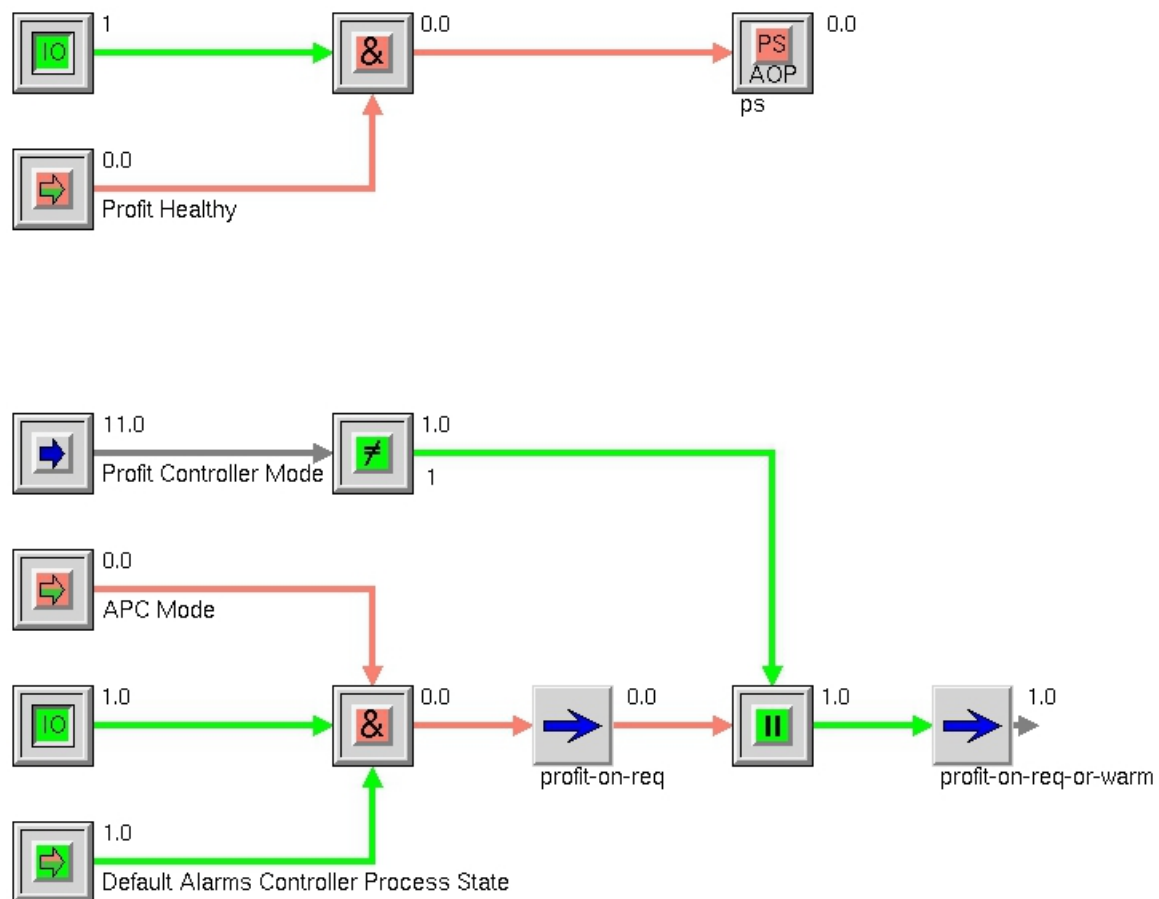 1
0.0
0.0
IO
&
PS
AOP
ps
0.0
Profit Healthy
11.0
1.0
≠
Profit Controller Mode
1
0.0
APC Mode
1.0
0.0
0.0
1.0
1.0
IO
&
II
profit-on-req
profit-on-req-or-warm
1.0
Default Alarms Controller Process State